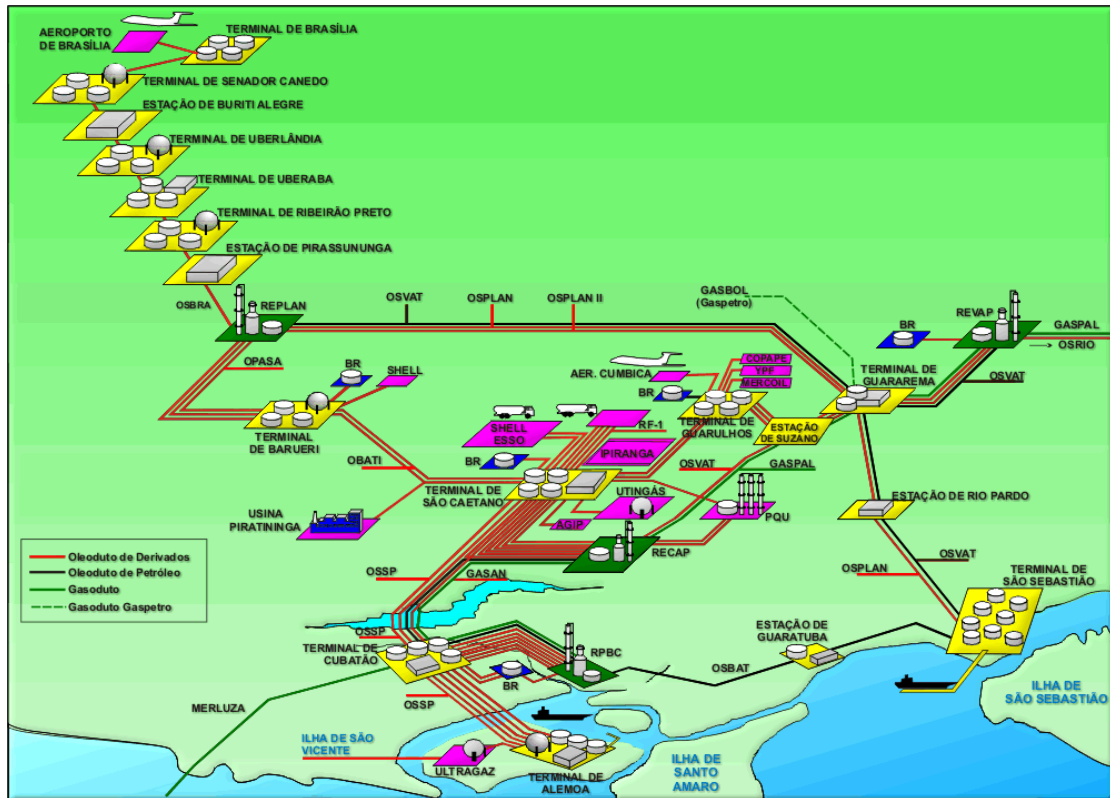 TERMINAL DE BRASÍLIA
AEROPORTO
DE BRASÍLIA
TERMINAL DE SENADOR CANEDO
ESTAÇÃO DE BURITI ALEGRE
TERMINAL DE UBERLÂNDIA
TERMINAL DE UBERABA
TERMINAL DE RIBEIRÃO PRETO
ESTAÇÃO DE PIRASSUNUNGA
OSBRA
REPLAN
OSVAT
OSPLAN
OSPLAN II
GASBOL
(Gaspetro)
REVAP
BR
GASPAL
OSRIO
OPASA
BR
SHELL
AER. CUMBICA
COPAPE
YPF
MERCOIL
BR
TERMINAL DE
GUARAREMA
OSVAT
TERMINAL
DE BARUERI
SHELL
ESSO
RF-1
TERMINAL DE
GUARULHOS
ESTAÇÃO
DE SUZANO
IPIRANGA
BR
OBATI
OSVAT
GASPAL
TERMINAL DE
SÃO CAETANO
UTINGÁS
USINA
PIRATININGA
AGIP
PQU
ESTAÇÃO DE RIO PARDO
RECAP
Oleoduto de Derivados
Oleoduto de Petróleo
Gasoduto
Gasoduto Gaspetro
OSSP
GASAN
OSVAT
OSPLAN
TERMINAL DE
SÃO SEBASTIÃO
OSSP
TERMINAL DE
CUBATÃO
RPBC
ESTAÇÃO DE
GUARATUBA
OSBAT
BR
OSSP
MERLUZA
ILHA DE
SÃO SEBASTIÃO
ILHA DE SÃO
VICENTE
ULTRAGAZ
TERMINAL DE
ALEMOA
ILHA DE
SANTO
AMARO